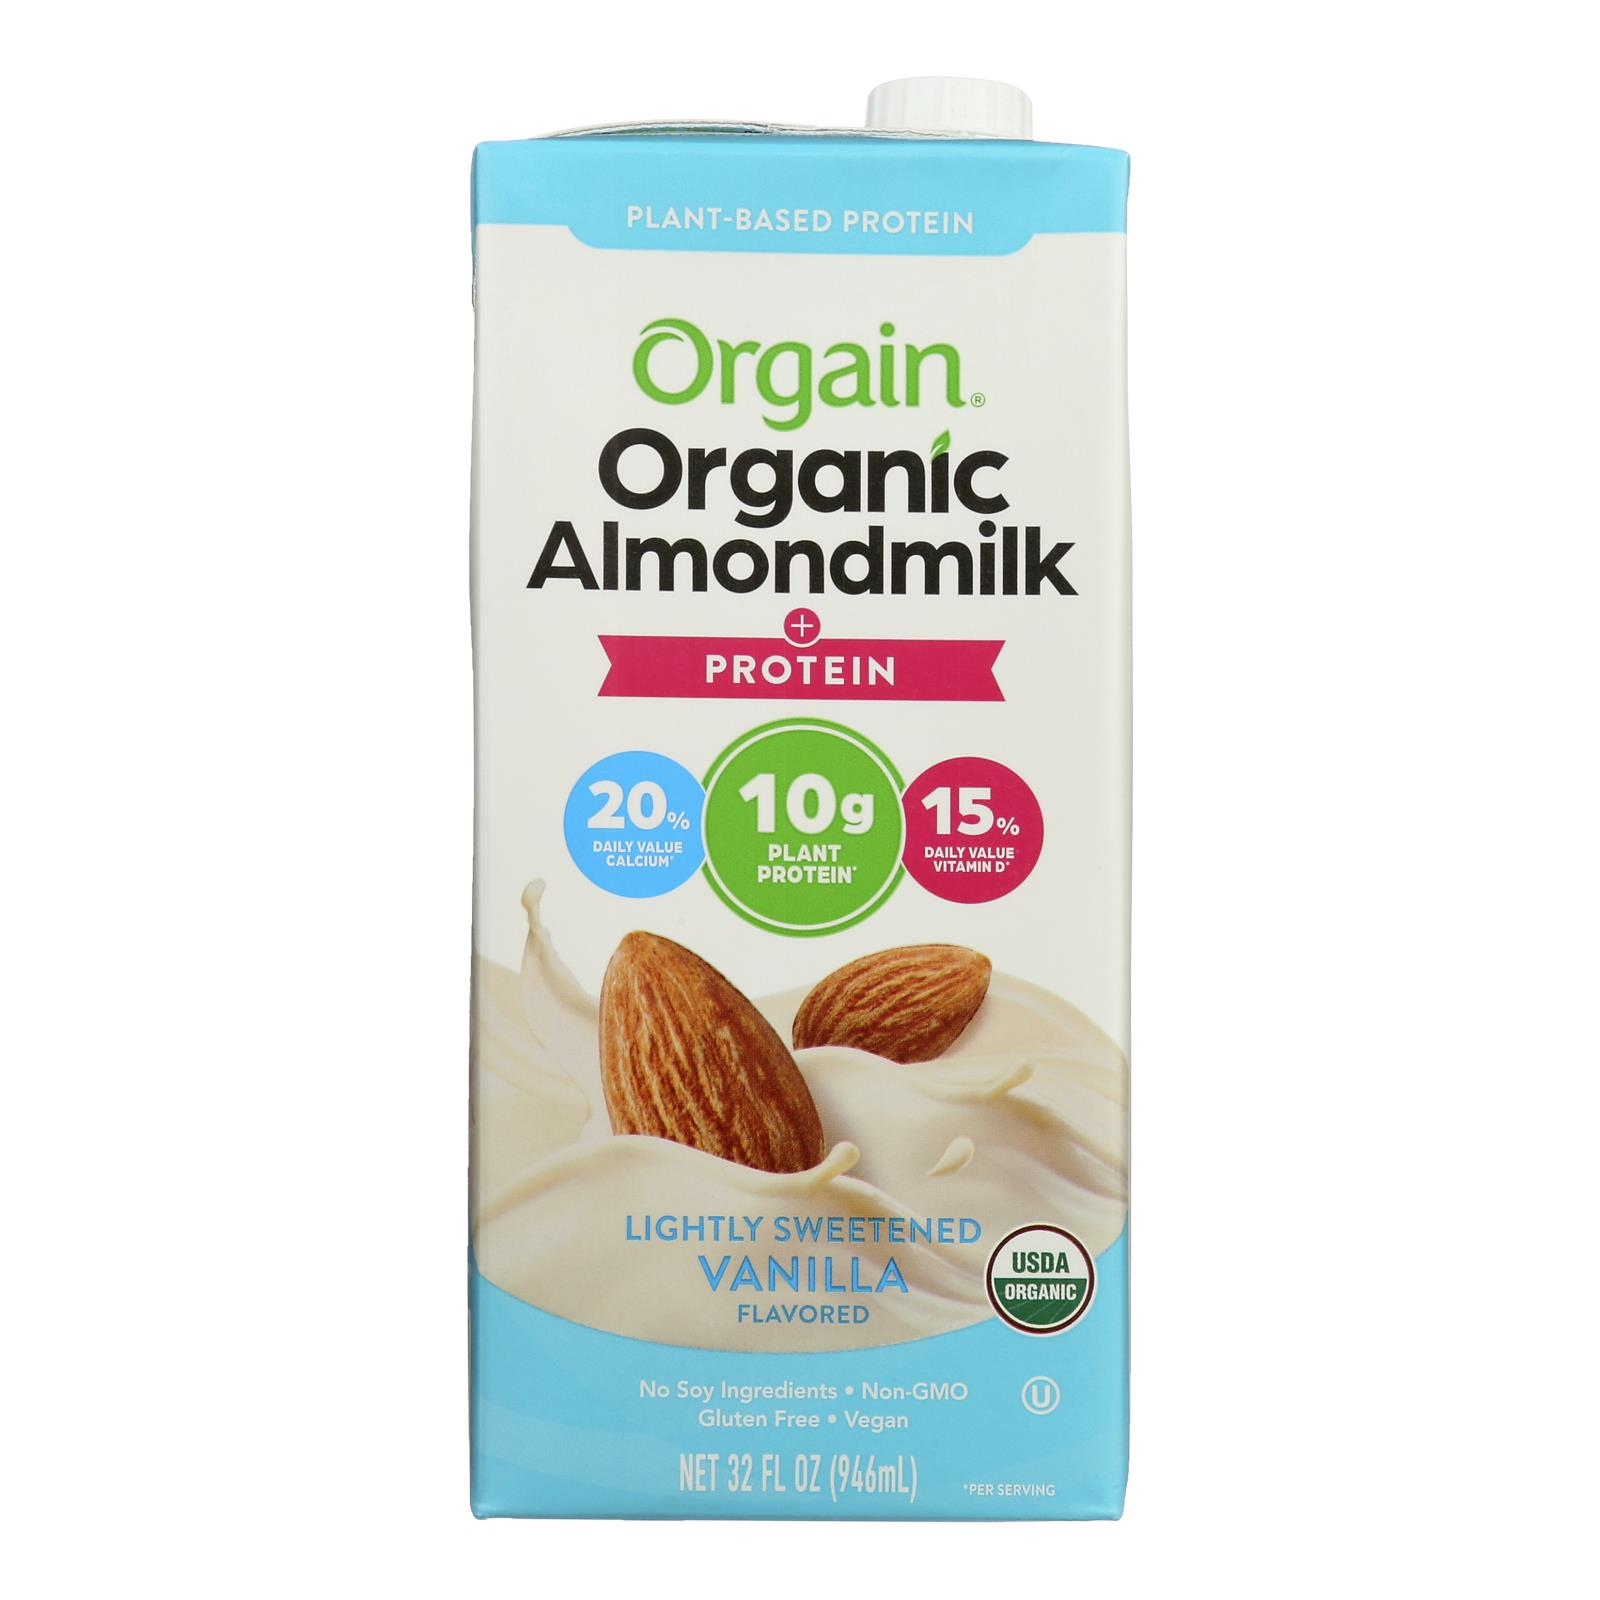 PLANT-BASED PROTEIN
Orgain®
Organic
Almondmilk
+
PROTEIN
20%
DAILY VALUE
CALCIUM*
10g
PLANT
PROTEIN*
15%
DAILY VALUE
VITAMIN D*
LIGHTLY SWEETENED
VANILLA
FLAVORED
USDA
ORGANIC
No Soy Ingredients • Non-GMO
Gluten Free • Vegan
U
NET 32 FL OZ (946mL)
*PER SERVING